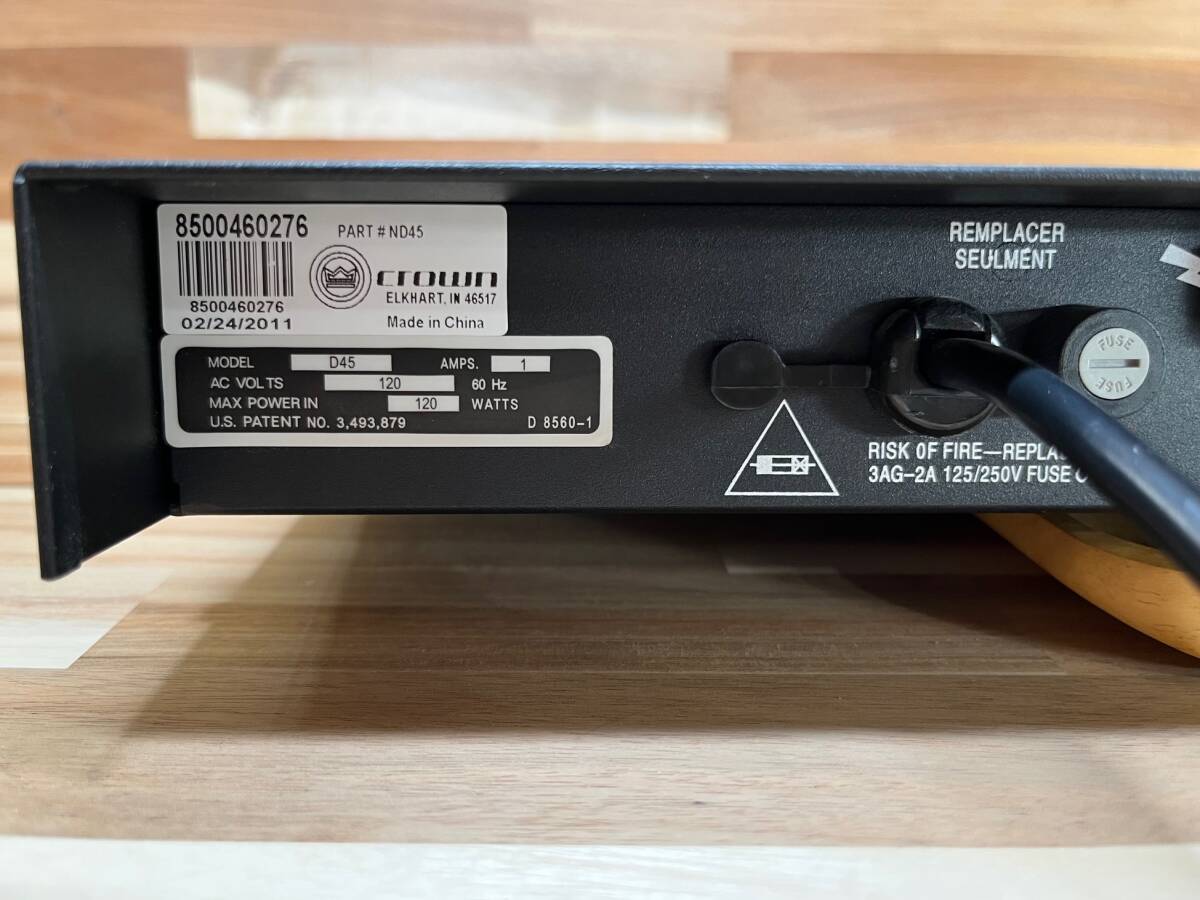 8500460276
PART # ND45
crown
ELKHART, IN 46517
8500460276
02/24/2011
Made in China
MODEL D45 AMPS. 1
AC VOLTS 120 60 Hz
MAX POWER IN 120 WATTS
U.S. PATENT NO. 3,493,879 D 8560-1
REMPLACER
SEULMENT
FUSE
FUSE
RISK OF FIRE—
3AG-2A 125/250V FUSE